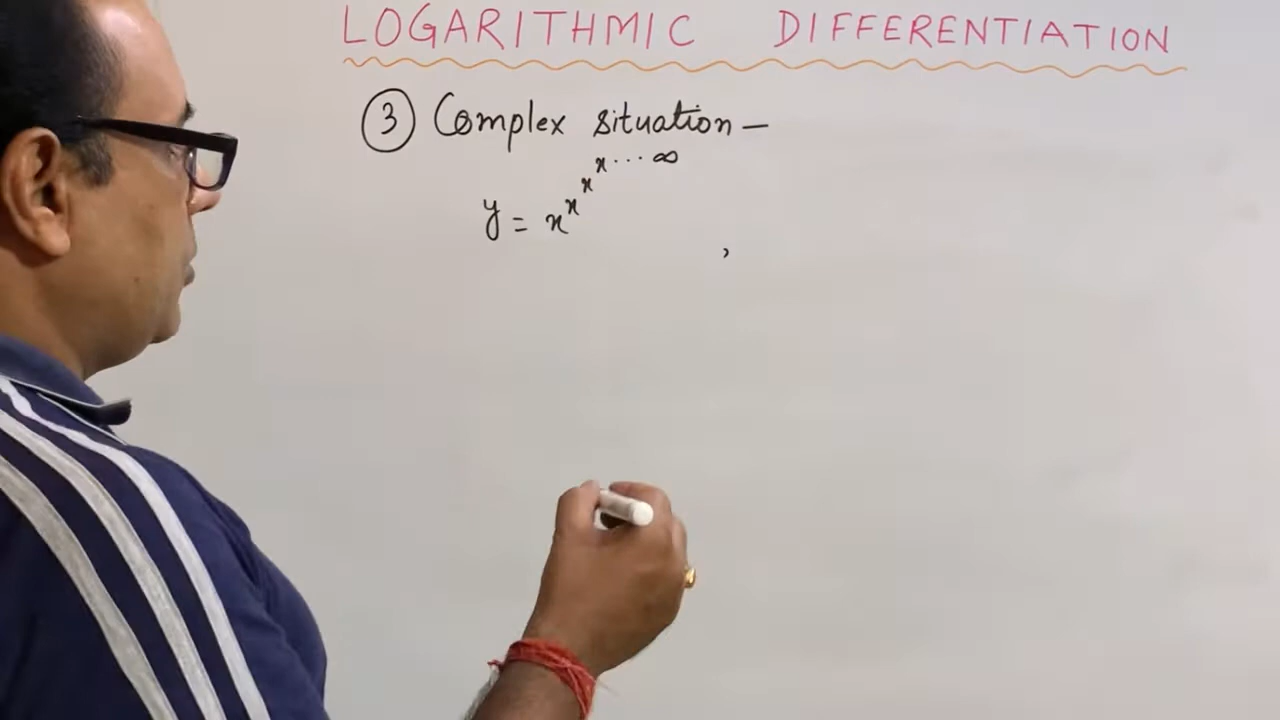 LOGARITHMIC DIFFERENTIATION
③ Complex situation —
y = x^x^x^x...∞
,